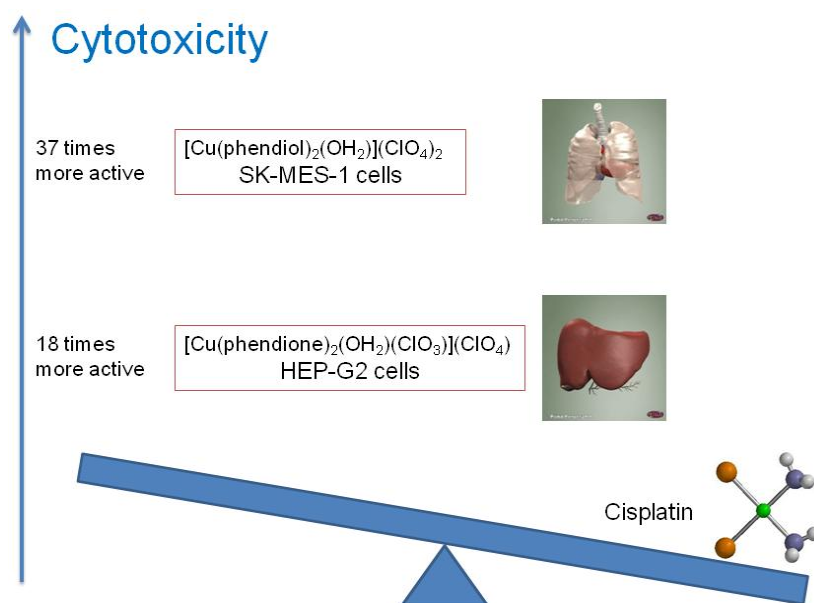 Cytotoxicity
37 times
more active
[Cu(phendiol)₂(OH₂)](ClO₄)₂
SK-MES-1 cells
18 times
more active
[Cu(phendione)₂(OH₂)(ClO₃)](ClO₄)
HEP-G2 cells
Cisplatin